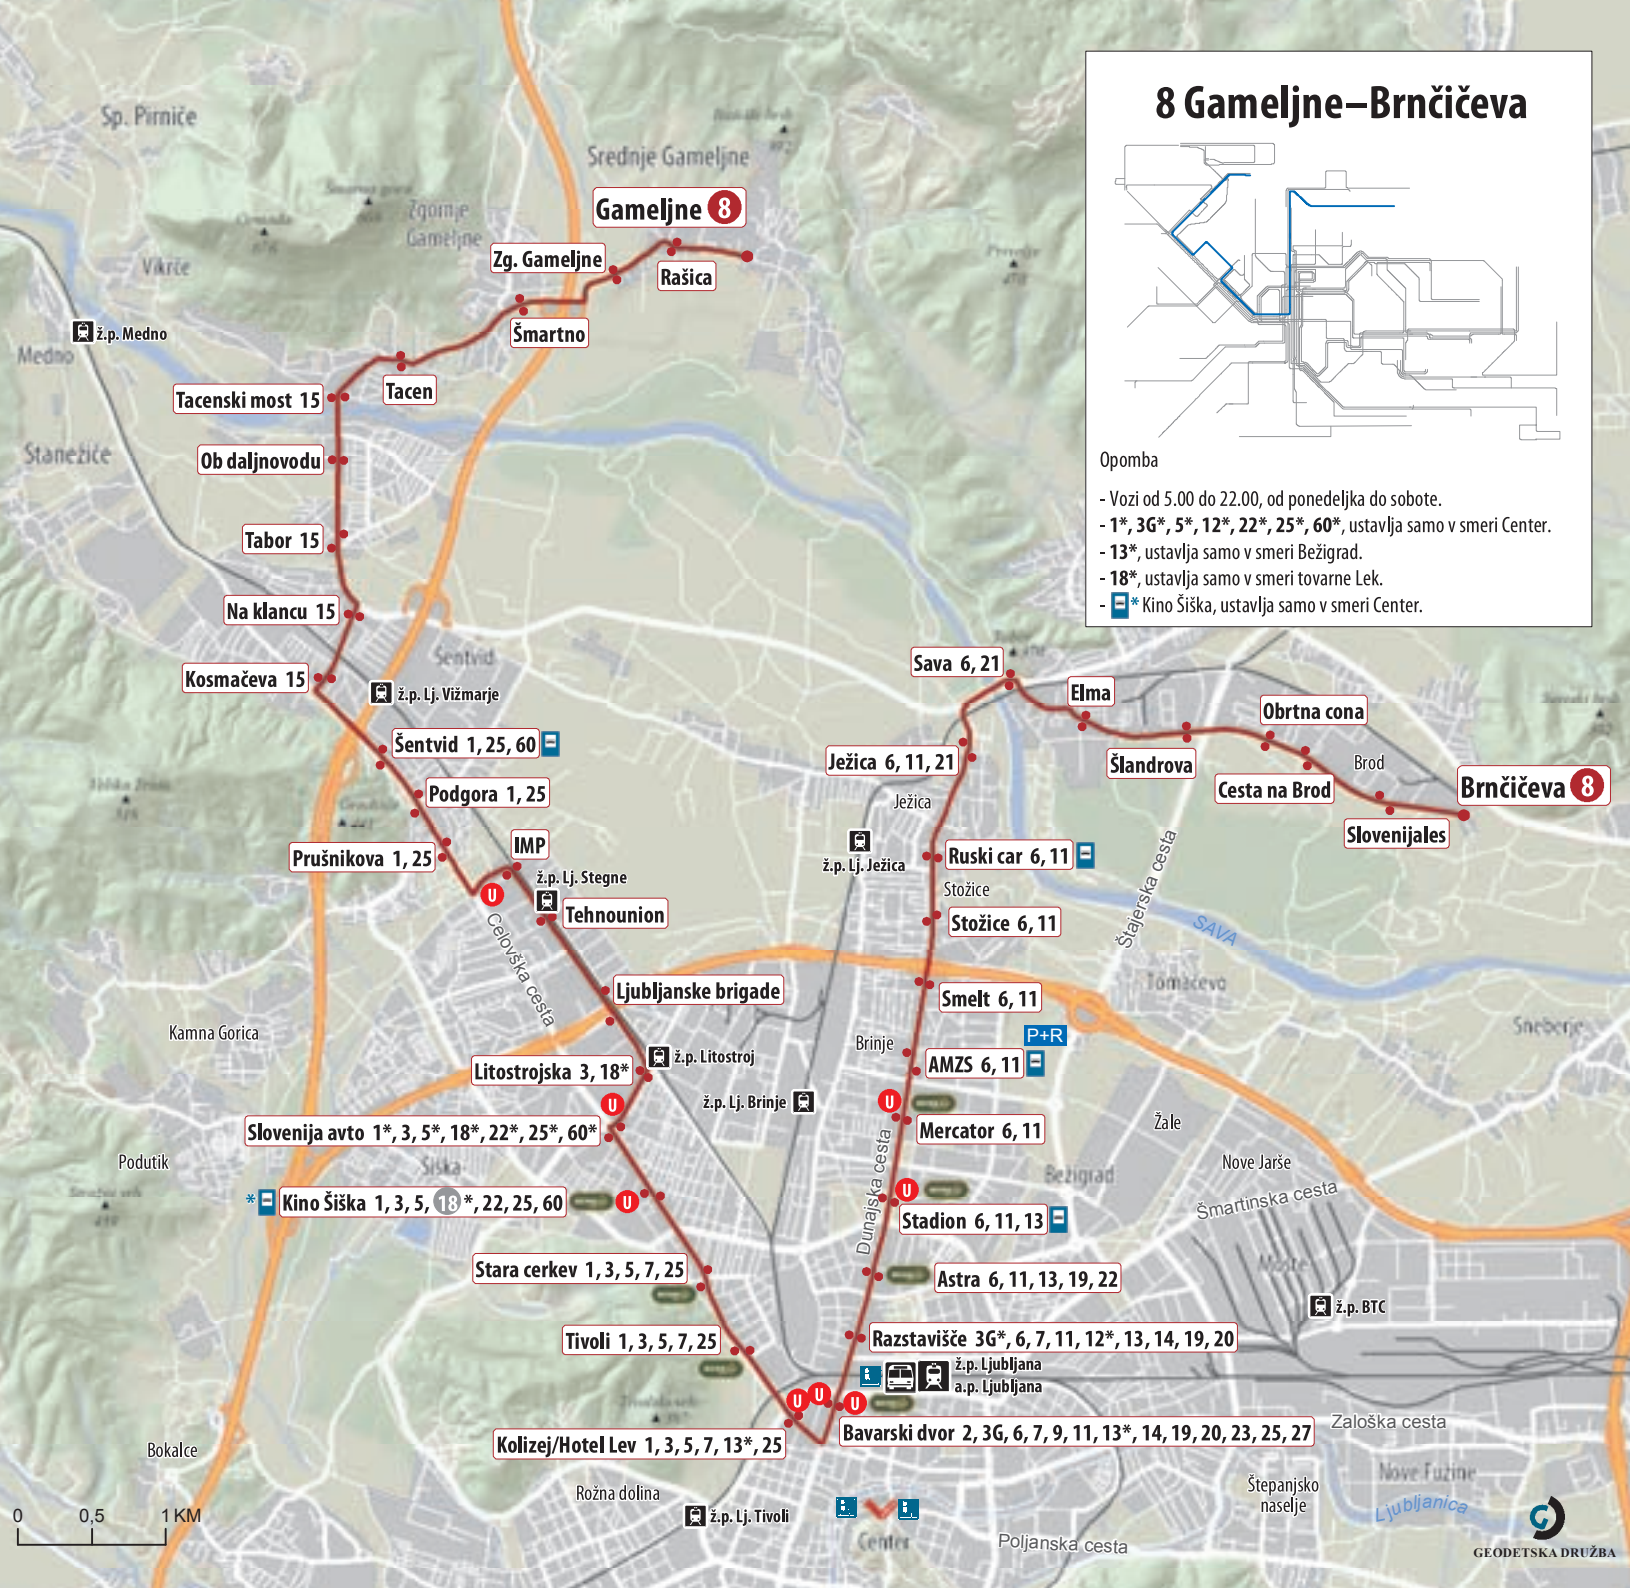 8 Gameljne–Brnčičeva
Opomba
- Vozi od 5.00 do 22.00, od ponedeljka do sobote.
- 1*, 3G*, 5*, 12*, 22*, 25*, 60*, ustavlja samo v smeri Center.
- 13*, ustavlja samo v smeri Bežigrad.
- 18*, ustavlja samo v smeri tovarne Lek.
- * Kino Šiška, ustavlja samo v smeri Center.
Sp. Pirniče
Srednje Gameljne
Gameljne 8
Zgornje
Gameljne
Vikrče
Zg. Gameljne
Rašica
Šmartno
ž.p. Medno
Medno
Tacen
Tacenski most 15
Stanežiče
Ob daljnovodu
Tabor 15
Na klancu 15
Šentvid
Kosmačeva 15
ž.p. Lj. Vižmarje
Šentvid 1, 25, 60
Podgora 1, 25
Prušnikova 1, 25
IMP
ž.p. Lj. Stegne
U
Tehnounion
Celovška cesta
Ljubljanske brigade
Kamna Gorica
Litostrojska 3, 18*
ž.p. Litostroj
U
Slovenija avto 1*, 3, 5*, 18*, 22*, 25*, 60*
Podutik
Šiška
* Kino Šiška 1, 3, 5, 18 *, 22, 25, 60
U
Stara cerkev 1, 3, 5, 7, 25
Tivoli 1, 3, 5, 7, 25
U
U
U
Kolizej/Hotel Lev 1, 3, 5, 7, 13*, 25
Bokalce
Rožna dolina
ž.p. Lj. Tivoli
0 0,5 1 KM
Sava 6, 21
Elma
Obrtna cona
Ježica 6, 11, 21
Šlandrova
Brod
Cesta na Brod
Brnčičeva 8
Slovenijales
Ježica
ž.p. Lj. Ježica
Ruski car 6, 11
Stožice
Stožice 6, 11
Štajerska cesta
SAVA
Tomačevo
Smelt 6, 11
Sneberje
Brinje
P+R
AMZS 6, 11
ž.p. Lj. Brinje
U
Mercator 6, 11
Žale
Dunajska cesta
Bežigrad
Nove Jarše
U
Šmartinska cesta
Stadion 6, 11, 13
Astra 6, 11, 13, 19, 22
Moste
ž.p. BTC
Razstavišče 3G*, 6, 7, 11, 12*, 13, 14, 19, 20
ž.p. Ljubljana
a.p. Ljubljana
Bavarski dvor 2, 3G, 6, 7, 9, 11, 13*, 14, 19, 20, 23, 25, 27
Zaloška cesta
Štepanjsko
naselje
Nove Fužine
Ljubljanica
Center
Poljanska cesta
GEODETSKA DRUŽBA